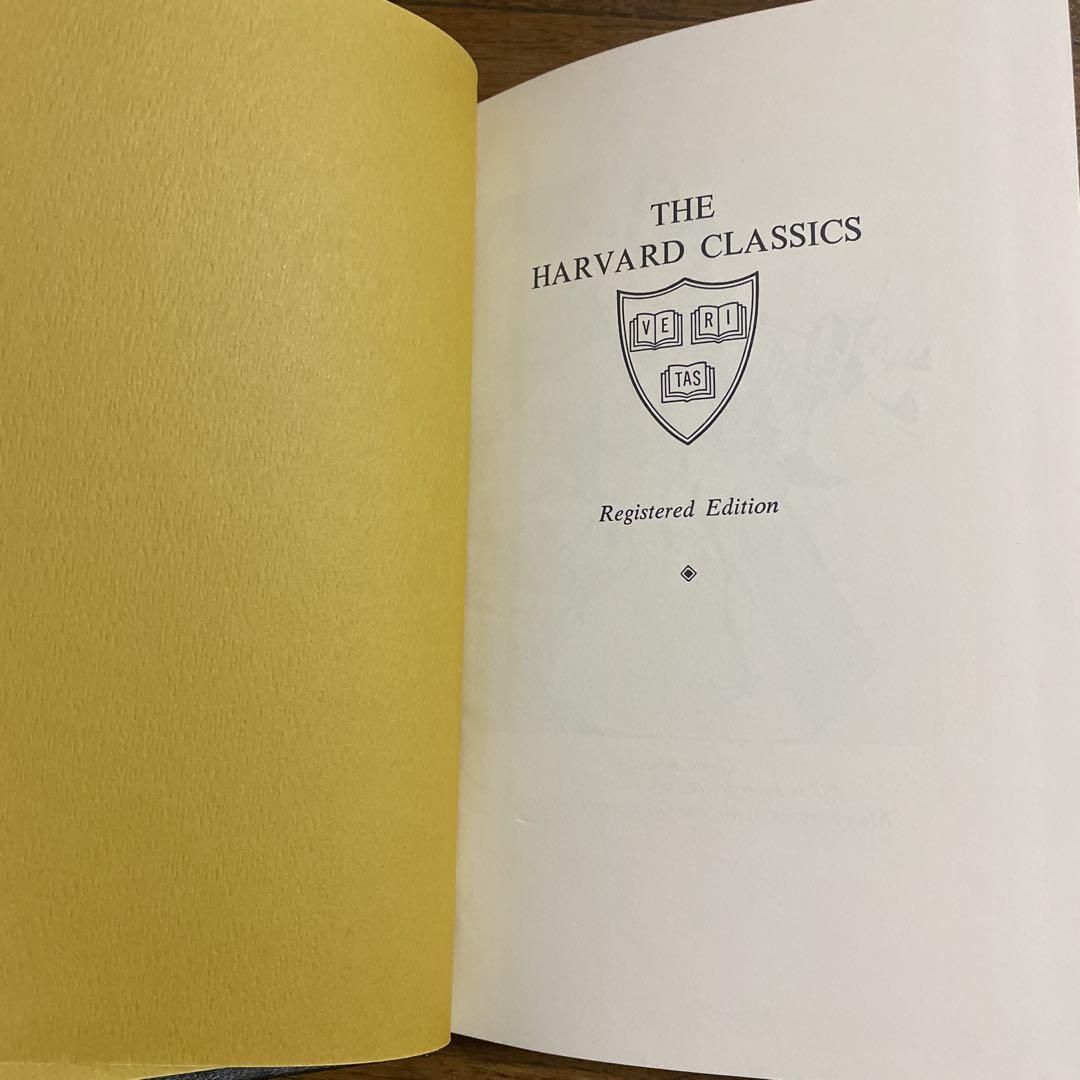 THE
HARVARD CLASSICS
VE RI
TAS
Registered Edition